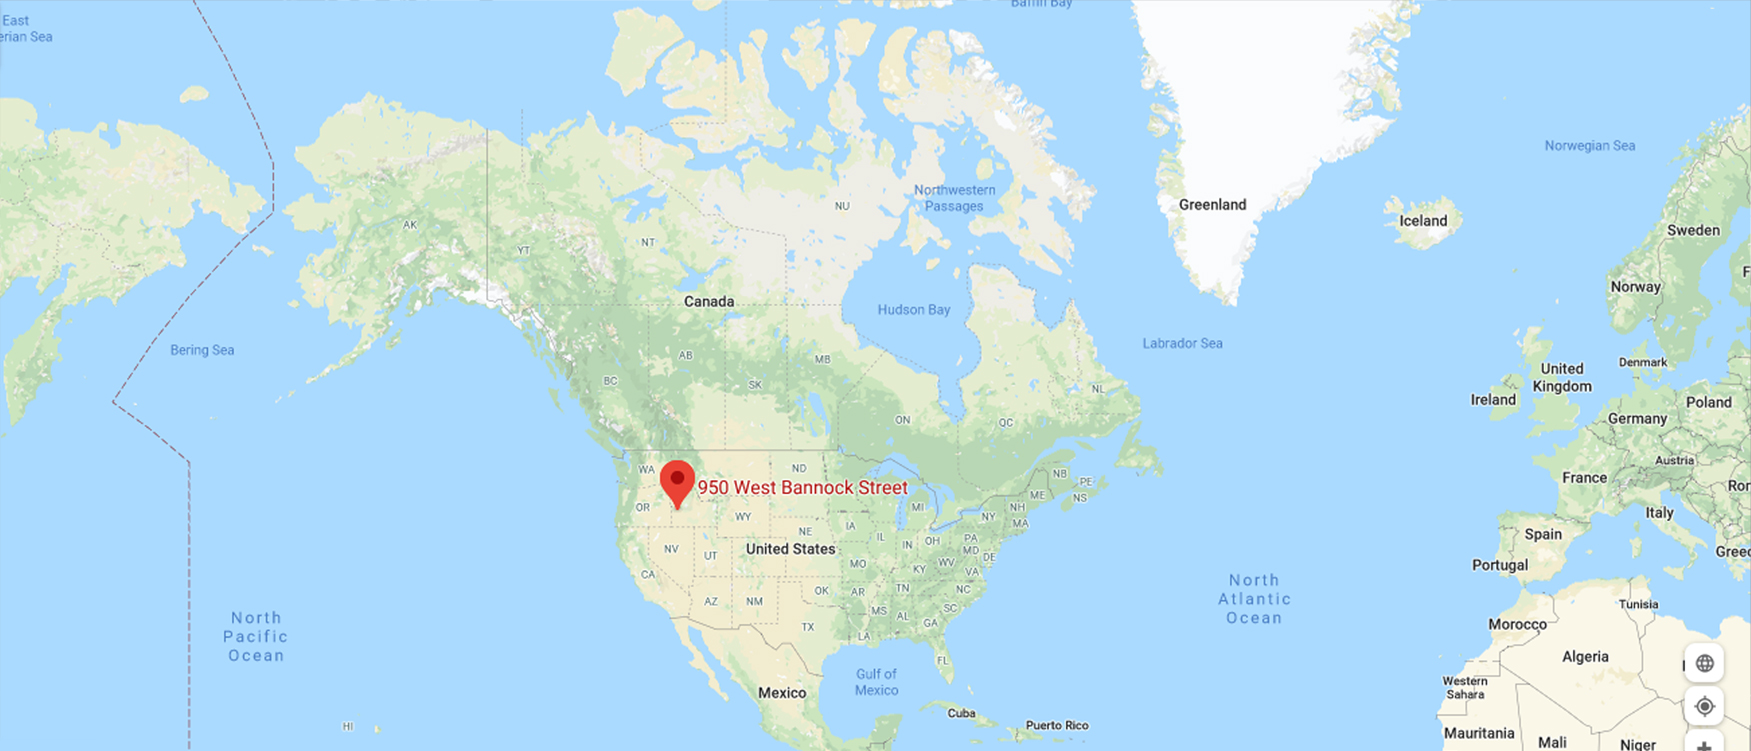 Baffin Bay
East
erian Sea
Norwegian Sea
Northwestern
Passages
NU
Greenland
Iceland
AK
Sweden
NT
YT
F
Norway
Canada
Hudson Bay
Labrador Sea
Bering Sea
AB
MB
Denmark
United
Kingdom
BC
SK
NL
Ireland
Poland
Germany
ON
QC
Austria
WA
ND
NB
PE
France
Ror
950 West Bannock Street
ME
NS
OR
WY
MI
NY
NH
MA
Italy
NE
IA
Spain
NV
UT
United States
IL
IN
OH
PA
MD
DE
Greec
Portugal
CA
MO
KY
WV
VA
North
Atlantic
Ocean
AZ
NM
OK
AR
TN
NC
Tunisia
MS
AL
SC
GA
North
Pacific
Ocean
TX
LA
Morocco
FL
Algeria
Gulf of
Mexico
Western
Sahara
Mexico
Cuba
Puerto Rico
HI
Mauritania
Mali
Niger